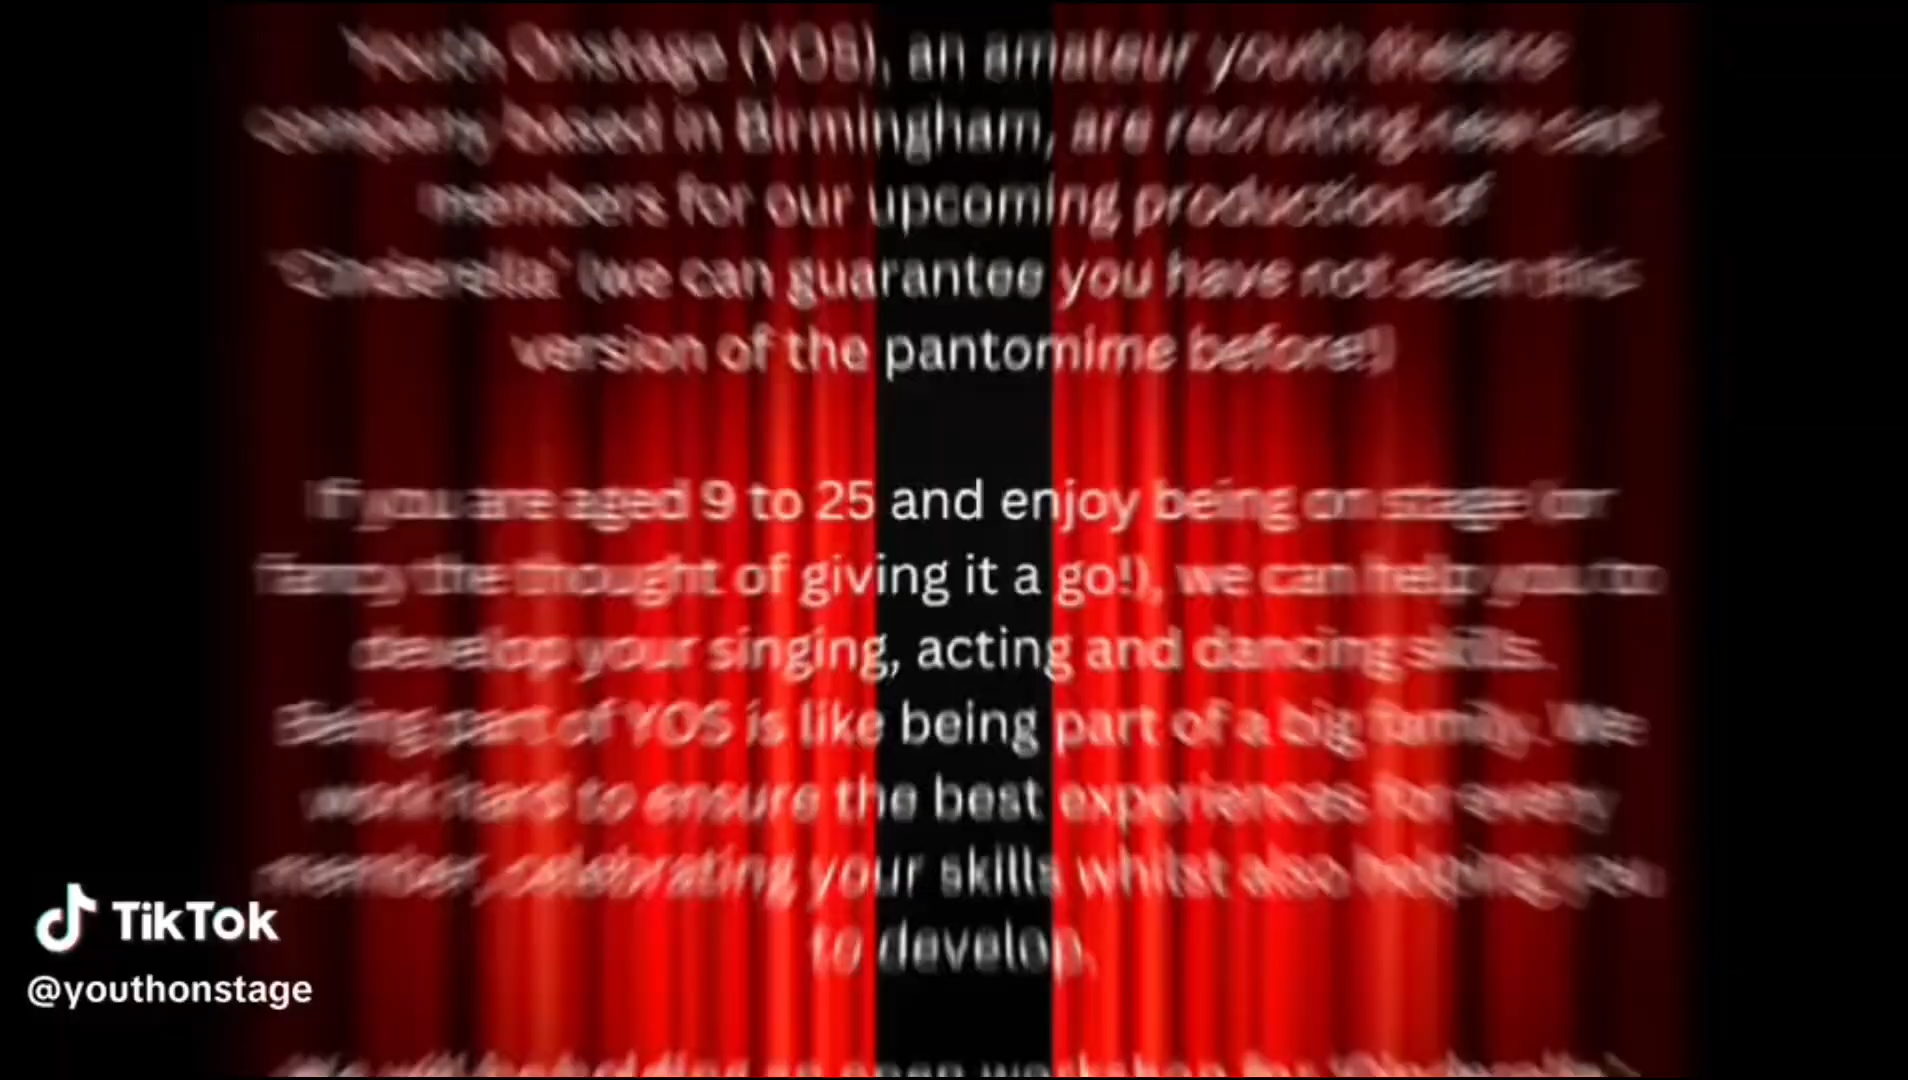 Youth Onstage (YOS), an amateur youth theatre
company based in Birmingham, are recruiting new cast
members for our upcoming production of
'Cinderella' (we can guarantee you have not seen this
version of the pantomime before!)
If you are aged 9 to 25 and enjoy being on stage (or
fancy the thought of giving it a go!), we can help you to
develop your singing, acting and dancing skills.
Being part of YOS is like being part of a big family. We
work hard to ensure the best experiences for every
member, celebrating your skills whilst also helping you
to develop.
TikTok
@youthonstage